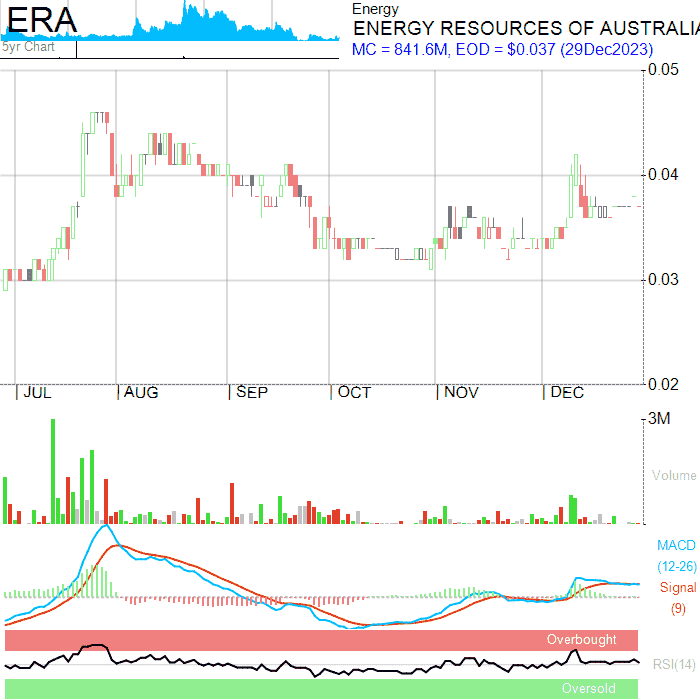 ERA
5yr Chart
Energy
ENERGY RESOURCES OF AUSTRALIA
MC = 841.6M, EOD = $0.037 (29Dec2023)
0.05
0.04
0.03
0.02
JUL AUG SEP OCT NOV DEC
3M
Volume
MACD
(12-26)
Signal
(9)
Overbought
RSI(14)
Oversold